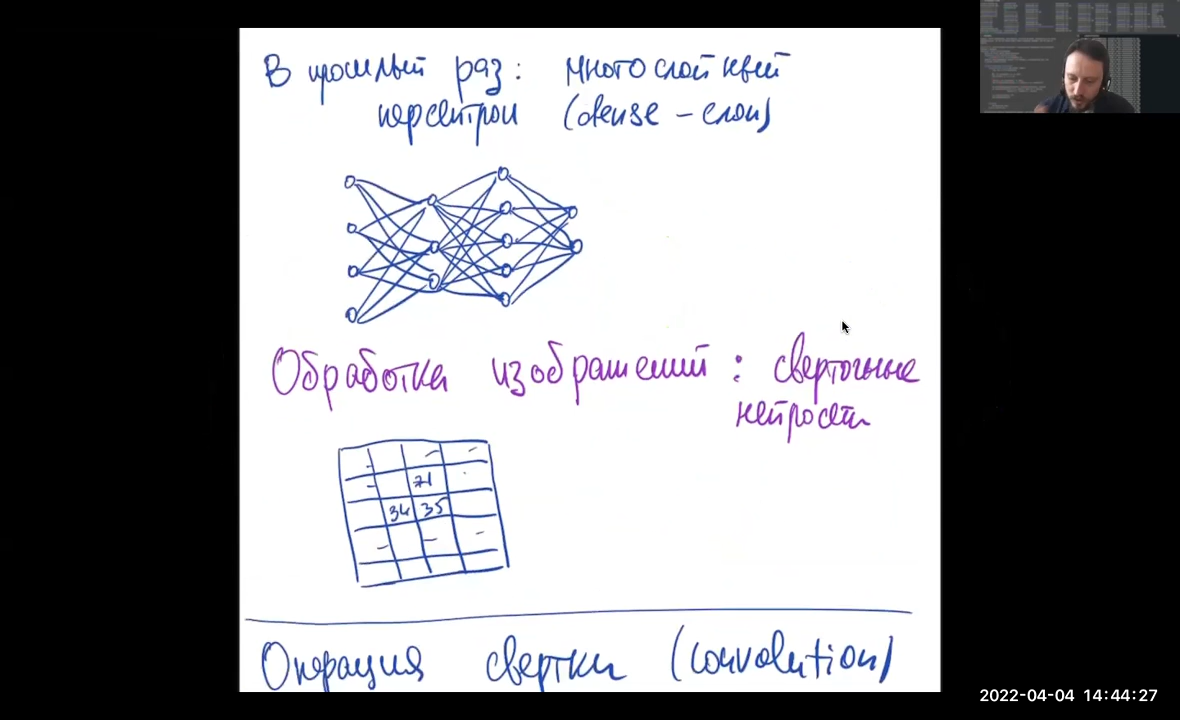 В прошлый раз: многослойный
персептрон (dense-слои)
Обработка изображений: сверточные
нейросети
71
34 35
Операция свертки (convolution)
2022-04-04 14:44:27